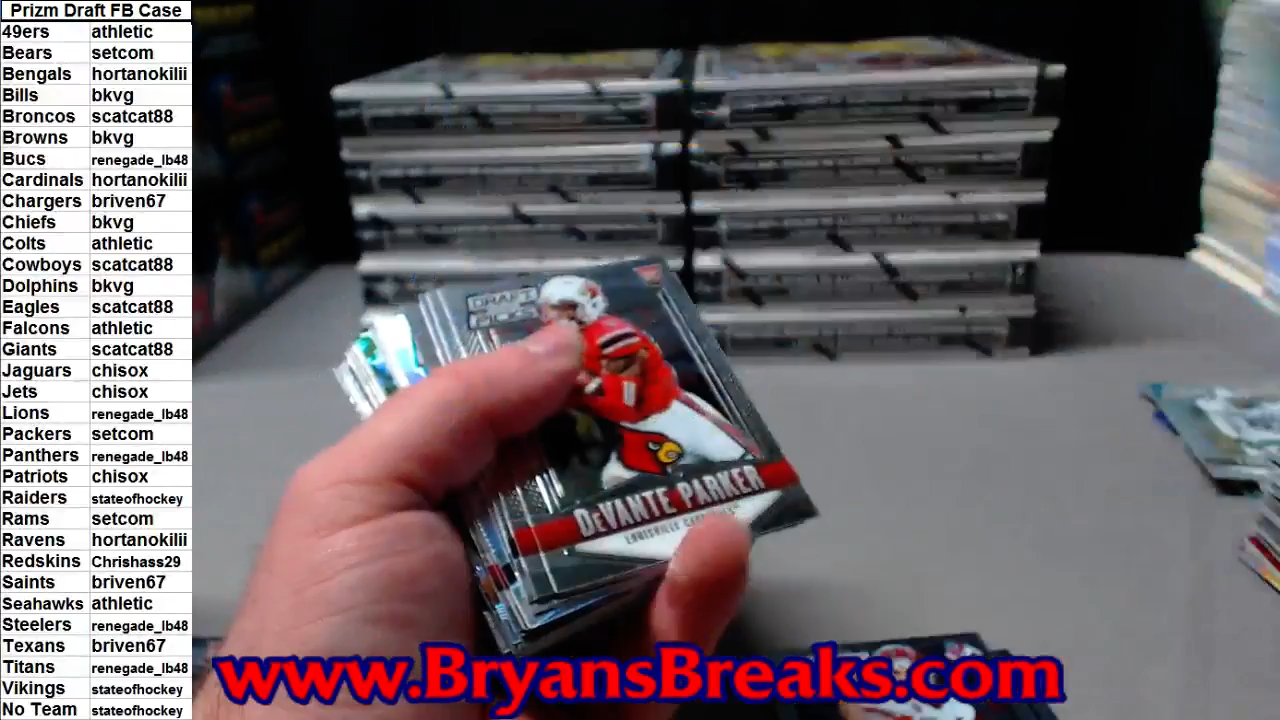 Prizm Draft FB Case
49ers athletic
Bears setcom
Bengals hortanokilii
Bills bkvg
Broncos scatcat88
Browns bkvg
Bucs renegade_lb48
Cardinals hortanokilii
Chargers briven67
Chiefs bkvg
Colts athletic
Cowboys scatcat88
Dolphins bkvg
Eagles scatcat88
Falcons athletic
Giants scatcat88
Jaguars chisox
Jets chisox
Lions renegade_lb48
Packers setcom
Panthers renegade_lb48
Patriots chisox
Raiders stateofhockey
Rams setcom
Ravens hortanokilii
Redskins Chrishass29
Saints briven67
Seahawks athletic
Steelers renegade_lb48
Texans briven67
Titans renegade_lb48
Vikings stateofhockey
No Team stateofhockey
DRAFT
PICKS
DEVANTE PARKER
LOUISVILLE
www.BryansBreaks.com